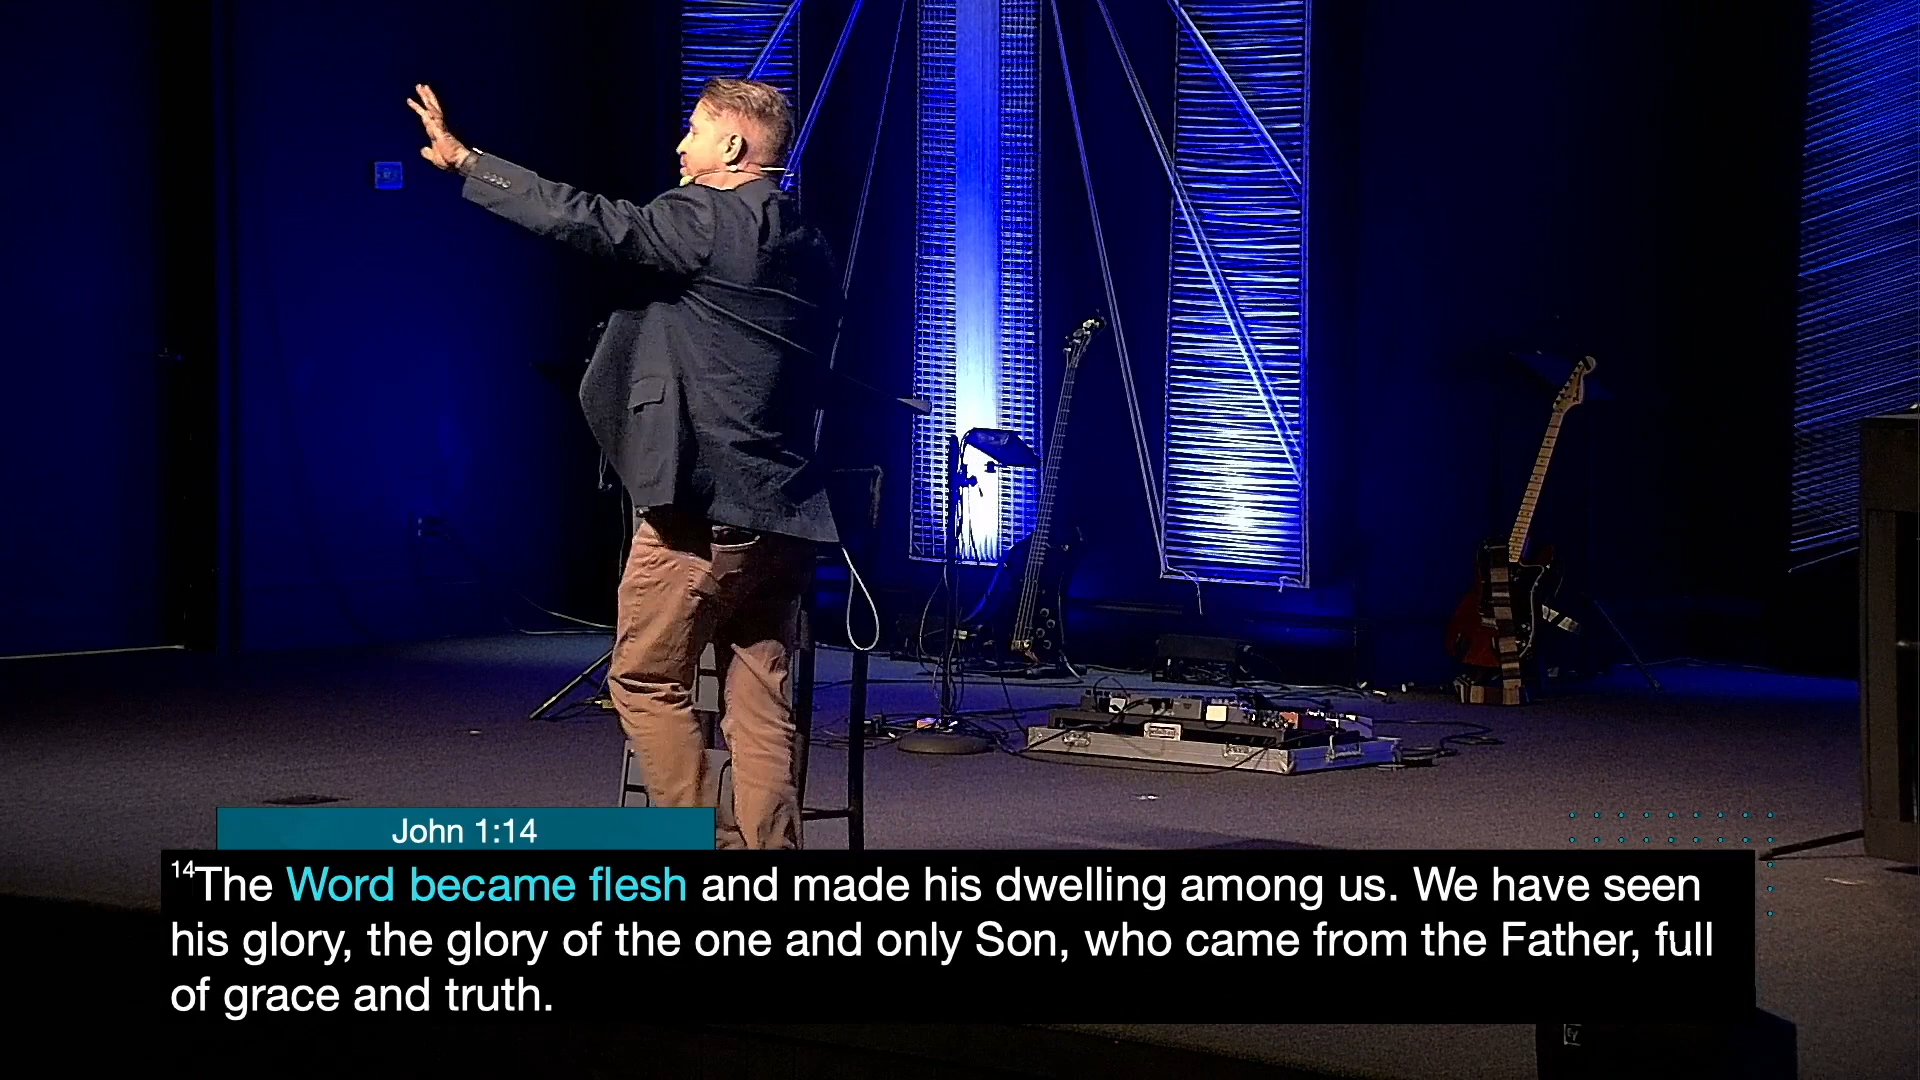 John 1:14
14The Word became flesh and made his dwelling among us. We have seen
his glory, the glory of the one and only Son, who came from the Father, full
of grace and truth.